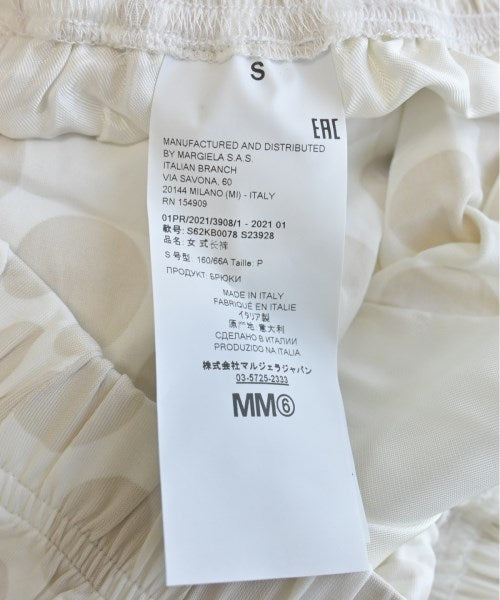 S
EAC
MANUFACTURED AND DISTRIBUTED
BY MARGIELA S.A.S.
ITALIAN BRANCH
VIA SAVONA, 60
20144 MILANO (MI) - ITALY
RN 154909
01PR/2021/3908/1 - 2021 01
款号: S62KB0078 S23928
品名: 女式长裤
S 号型: 160/66A Taille: P
ПРОДУКТ: БРЮКИ
MADE IN ITALY
FABRIQUÉ EN ITALIE
イタリア製
原产地 意大利
СДЕЛАНО В ИТАЛИИ
PRODUZIDO NA ITALIA
株式会社マルジェラジャパン
03-5725-2333
MM⑥